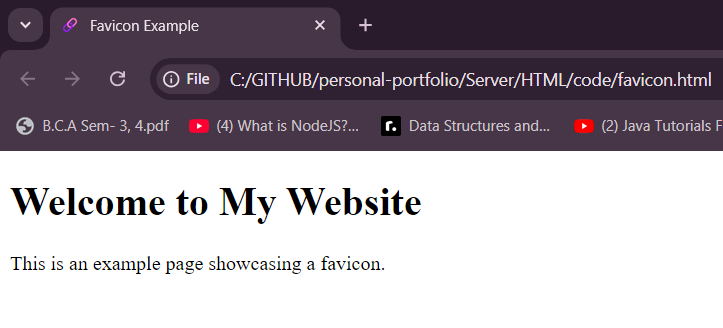 Favicon Example
File C:/GITHUB/personal-portfolio/Server/HTML/code/favicon.html
B.C.A Sem- 3, 4.pdf (4) What is NodeJS?... r. Data Structures and... (2) Java Tutorials F
Welcome to My Website
This is an example page showcasing a favicon.